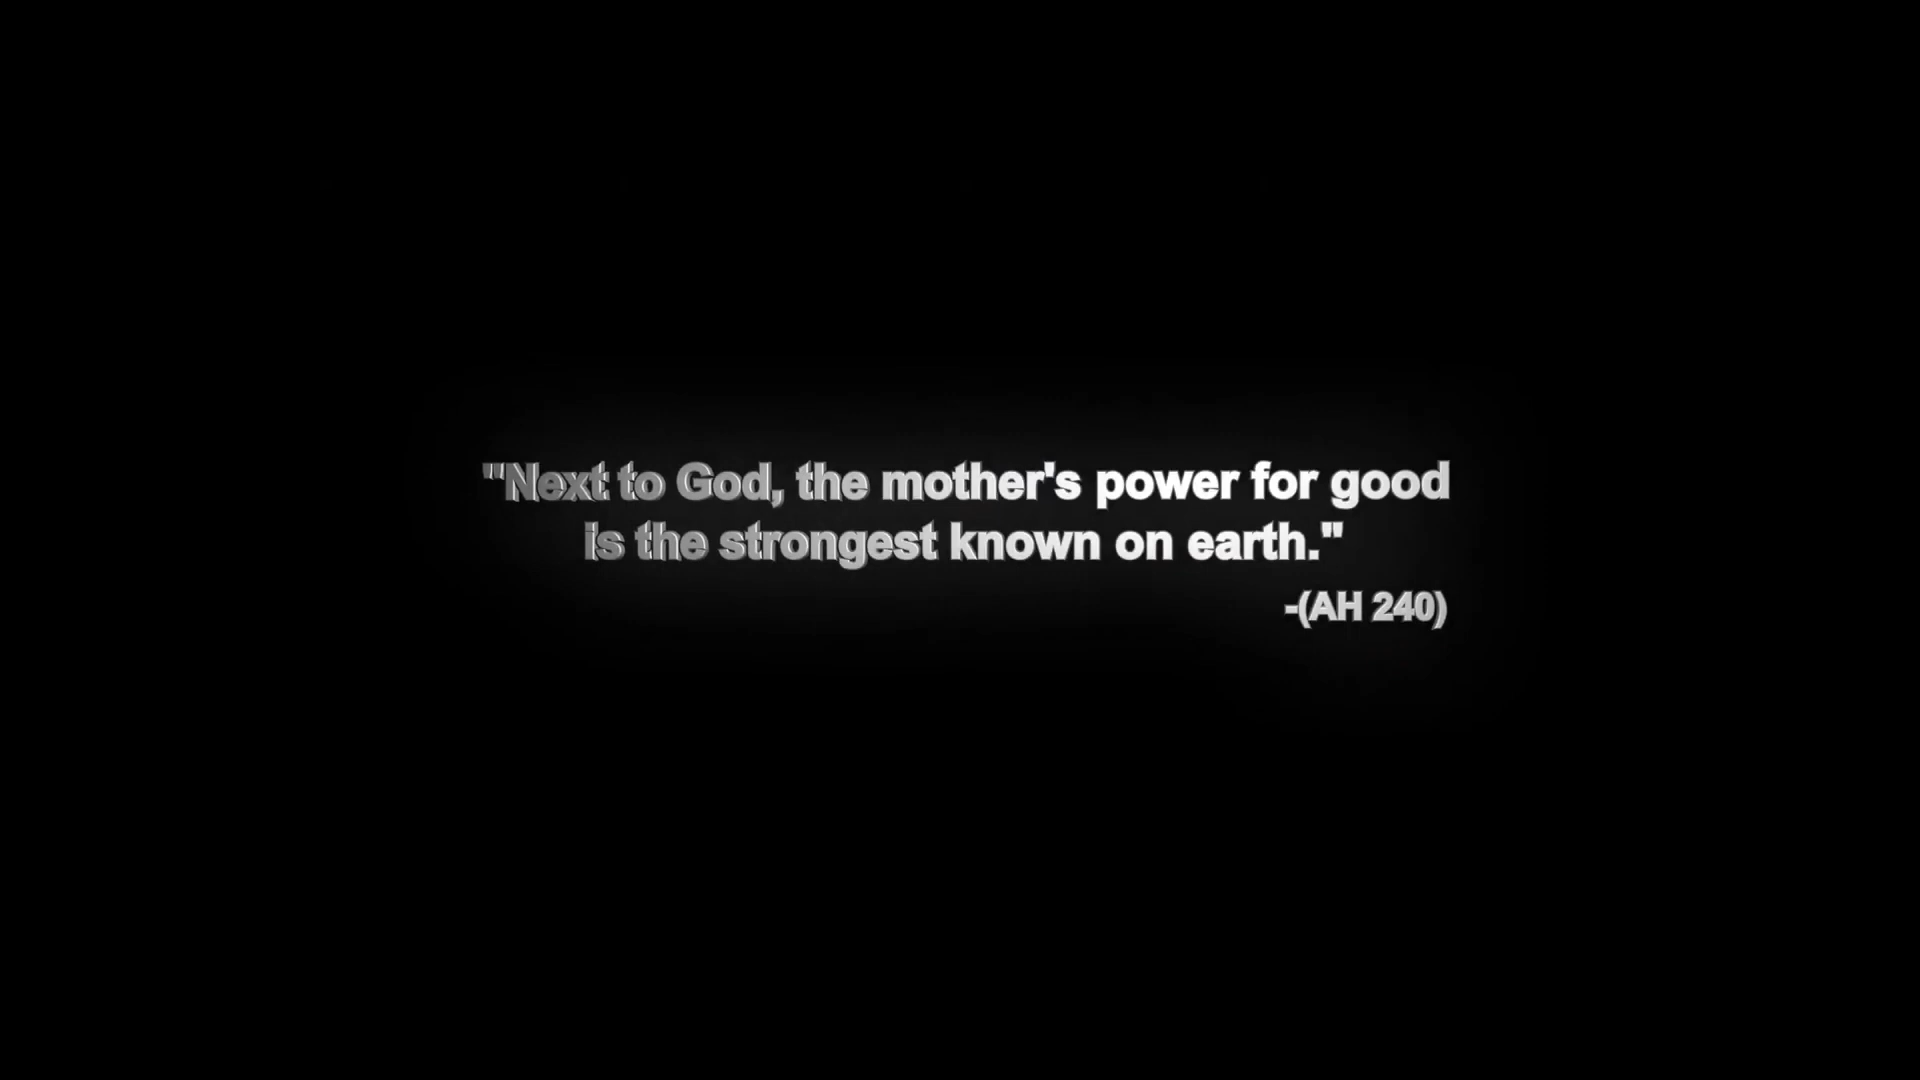 "Next to God, the mother's power for good
is the strongest known on earth."
-(AH 240)